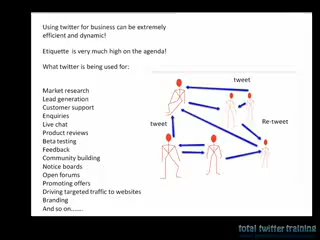 Using twitter for business can be extremely
efficient and dynamic!
Etiquette is very much high on the agenda!
What twitter is being used for:
Market research
Lead generation
Customer support
Enquiries
Live chat
Product reviews
Beta testing
Feedback
Community building
Notice boards
Open forums
Promoting offers
Driving targeted traffic to websites
Branding
And so on.......
tweet
Re-tweet
tweet
total twitter training